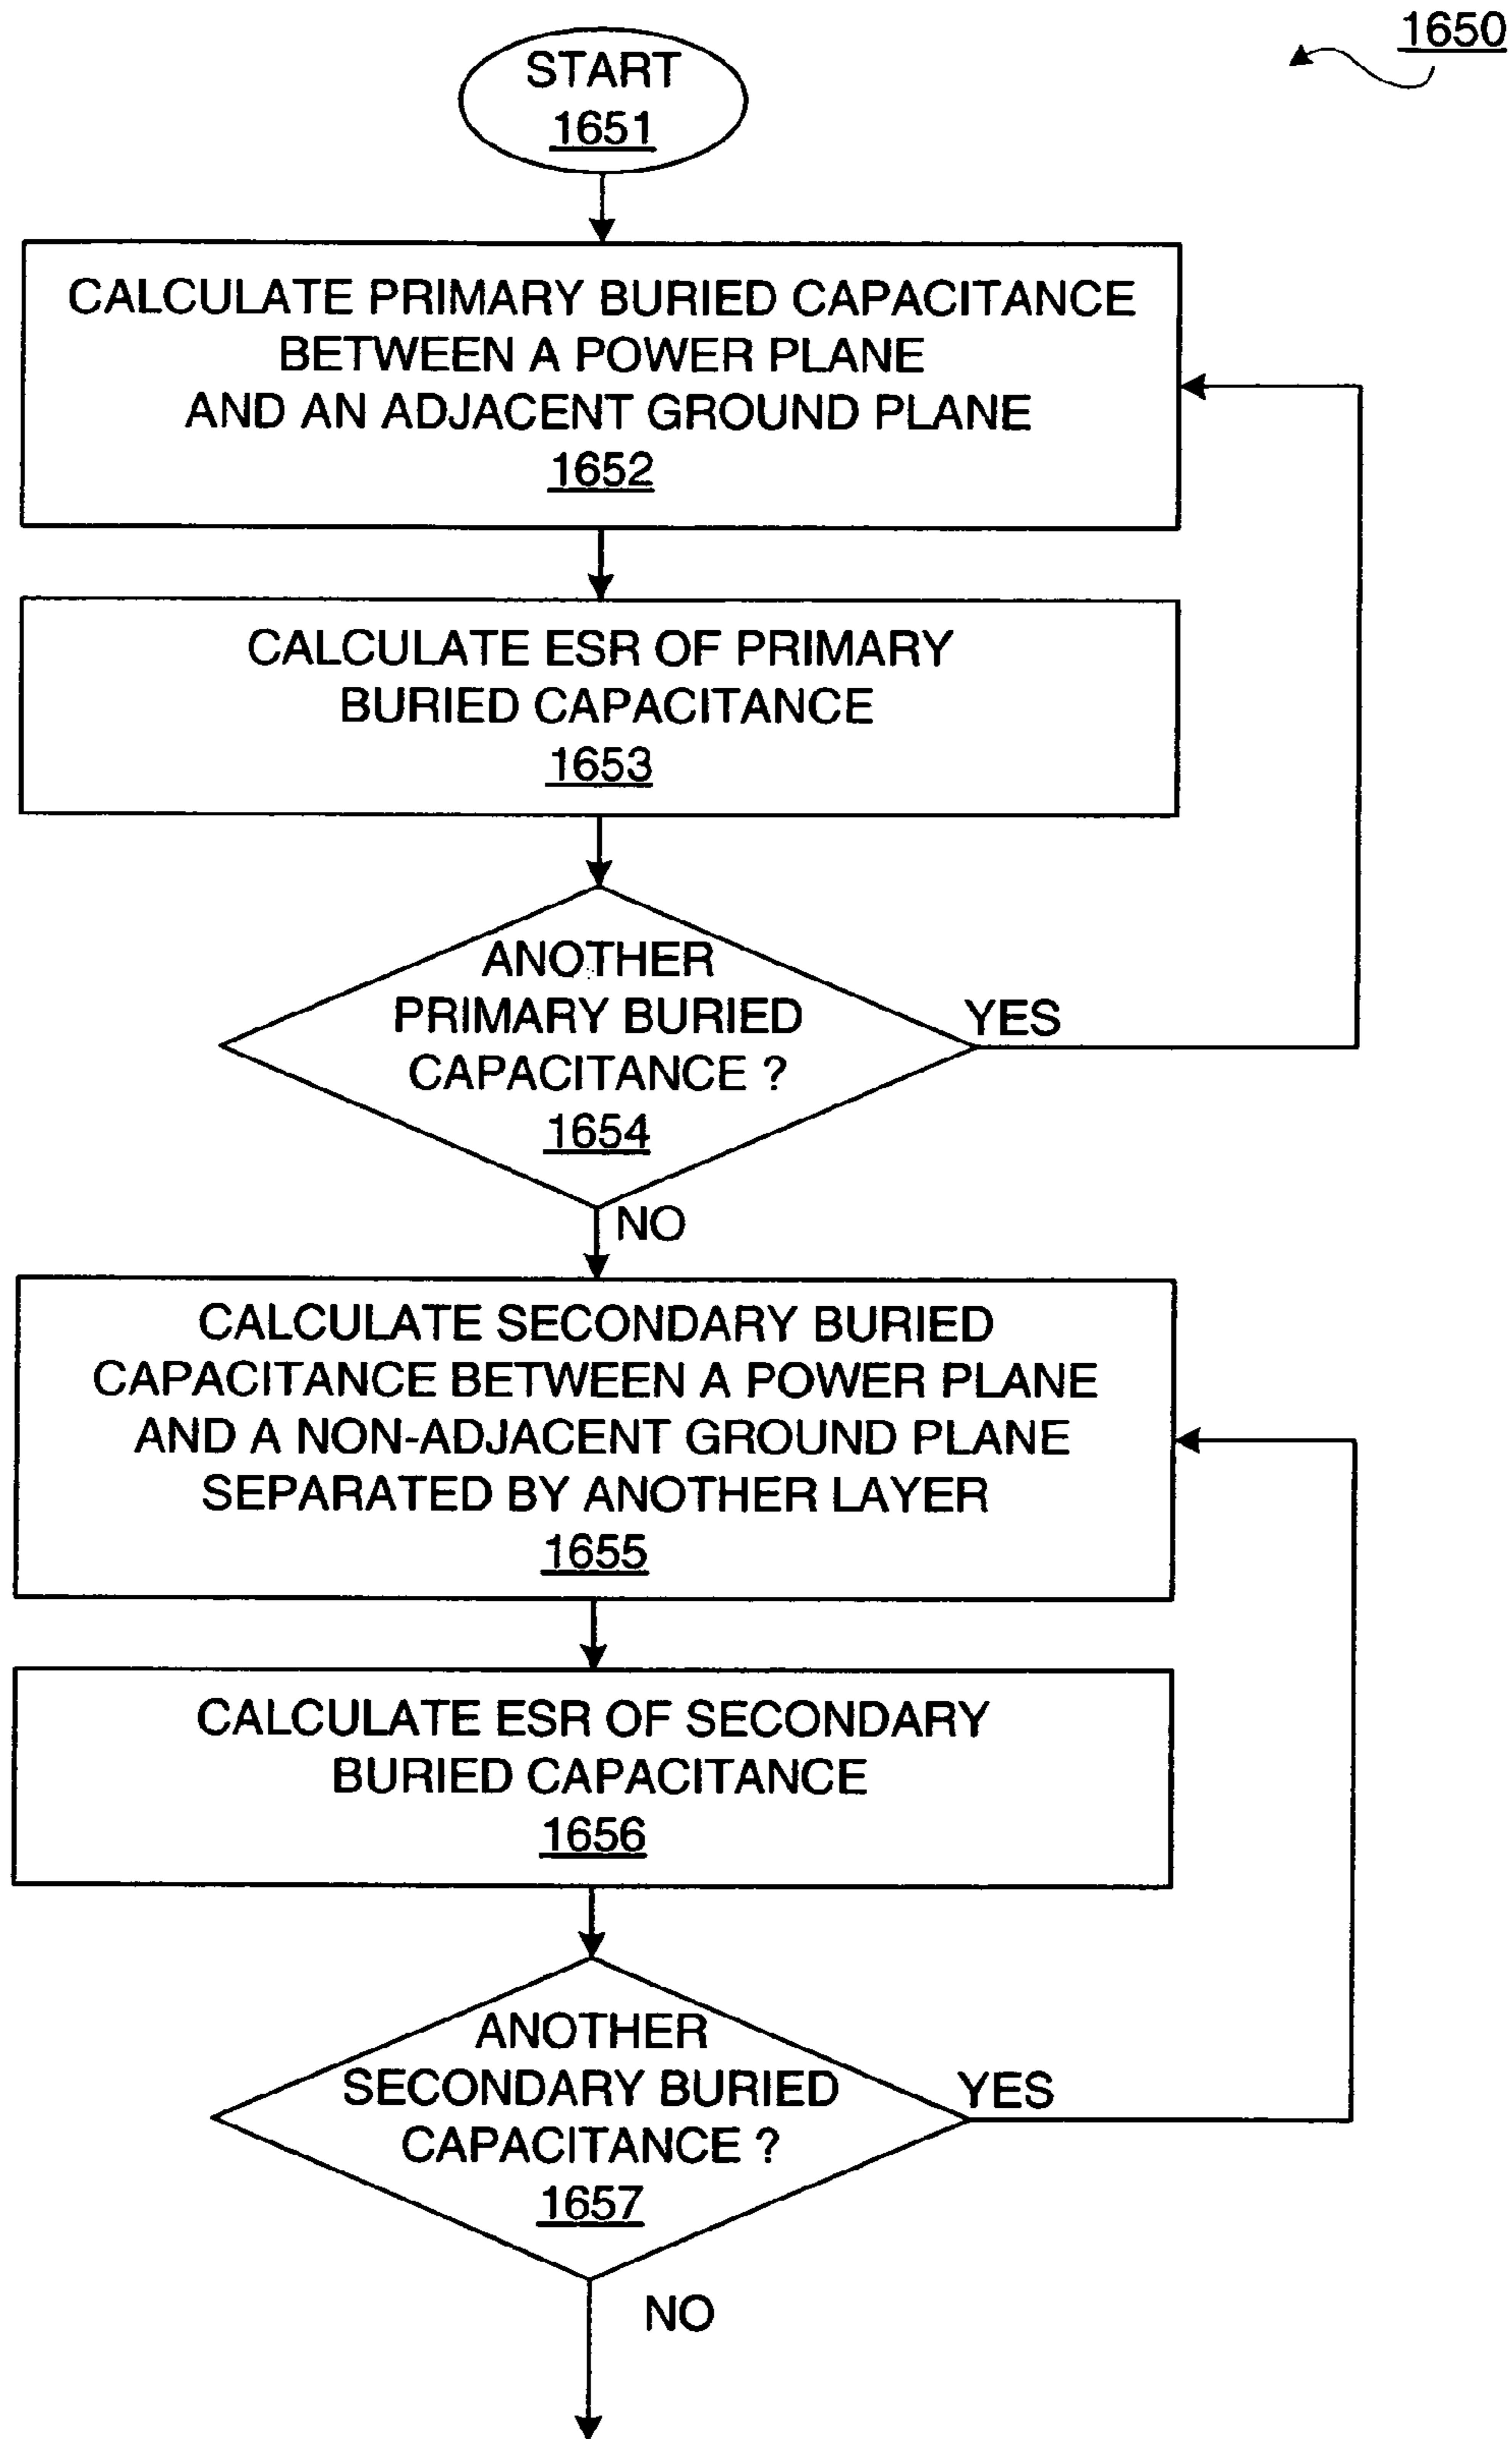 1650
START
1651
CALCULATE PRIMARY BURIED CAPACITANCE
BETWEEN A POWER PLANE
AND AN ADJACENT GROUND PLANE
1652
CALCULATE ESR OF PRIMARY
BURIED CAPACITANCE
1653
ANOTHER
PRIMARY BURIED
CAPACITANCE ?
1654
YES
NO
CALCULATE SECONDARY BURIED
CAPACITANCE BETWEEN A POWER PLANE
AND A NON-ADJACENT GROUND PLANE
SEPARATED BY ANOTHER LAYER
1655
CALCULATE ESR OF SECONDARY
BURIED CAPACITANCE
1656
ANOTHER
SECONDARY BURIED
CAPACITANCE ?
1657
YES
NO